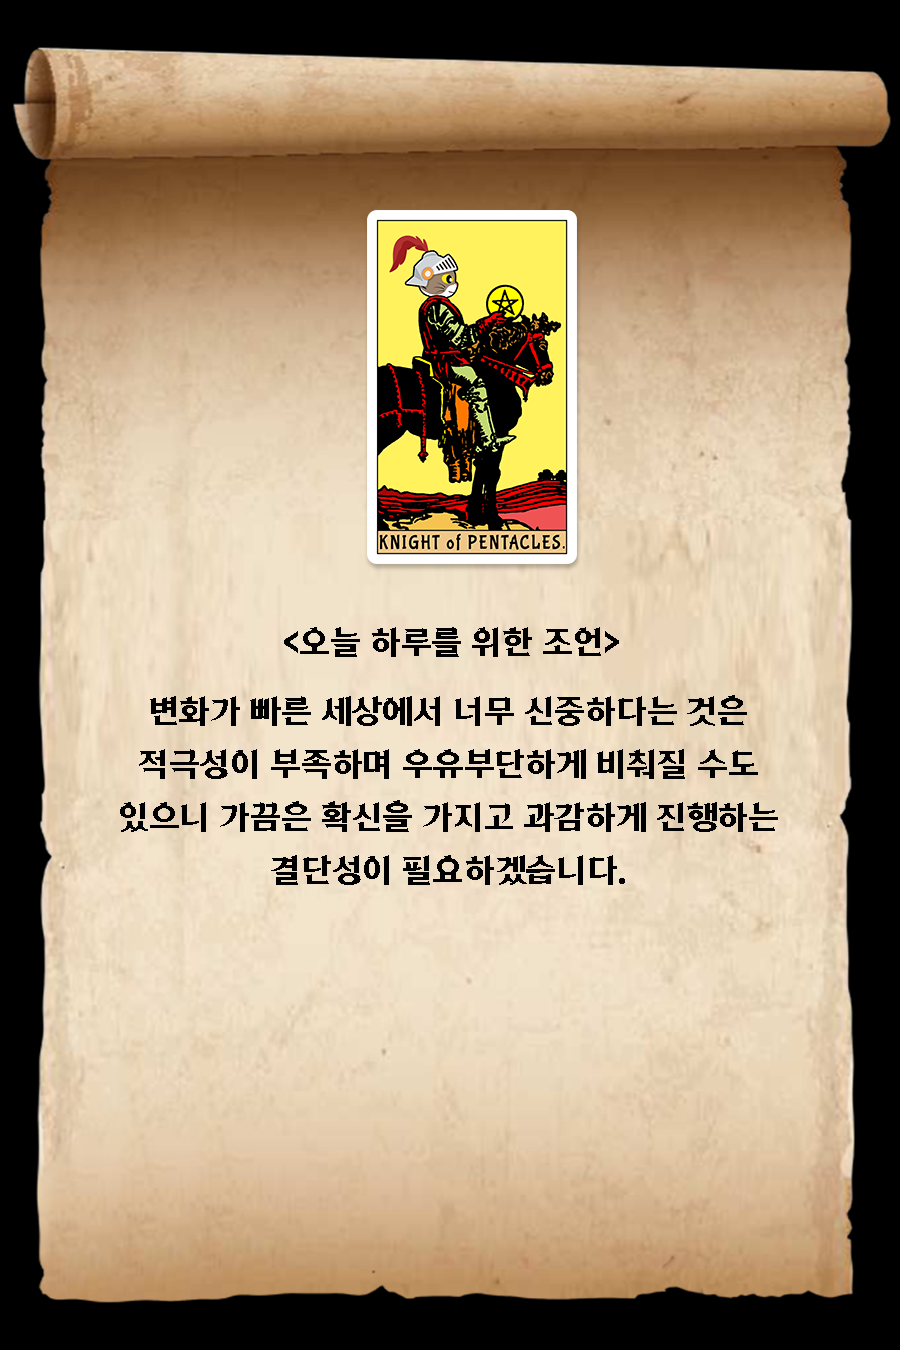 KNIGHT of PENTACLES.
<오늘 하루를 위한 조언>
변화가 빠른 세상에서 너무 신중하다는 것은
적극성이 부족하며 우유부단하게 비춰질 수도
있으니 가끔은 확신을 가지고 과감하게 진행하는
결단성이 필요하겠습니다.